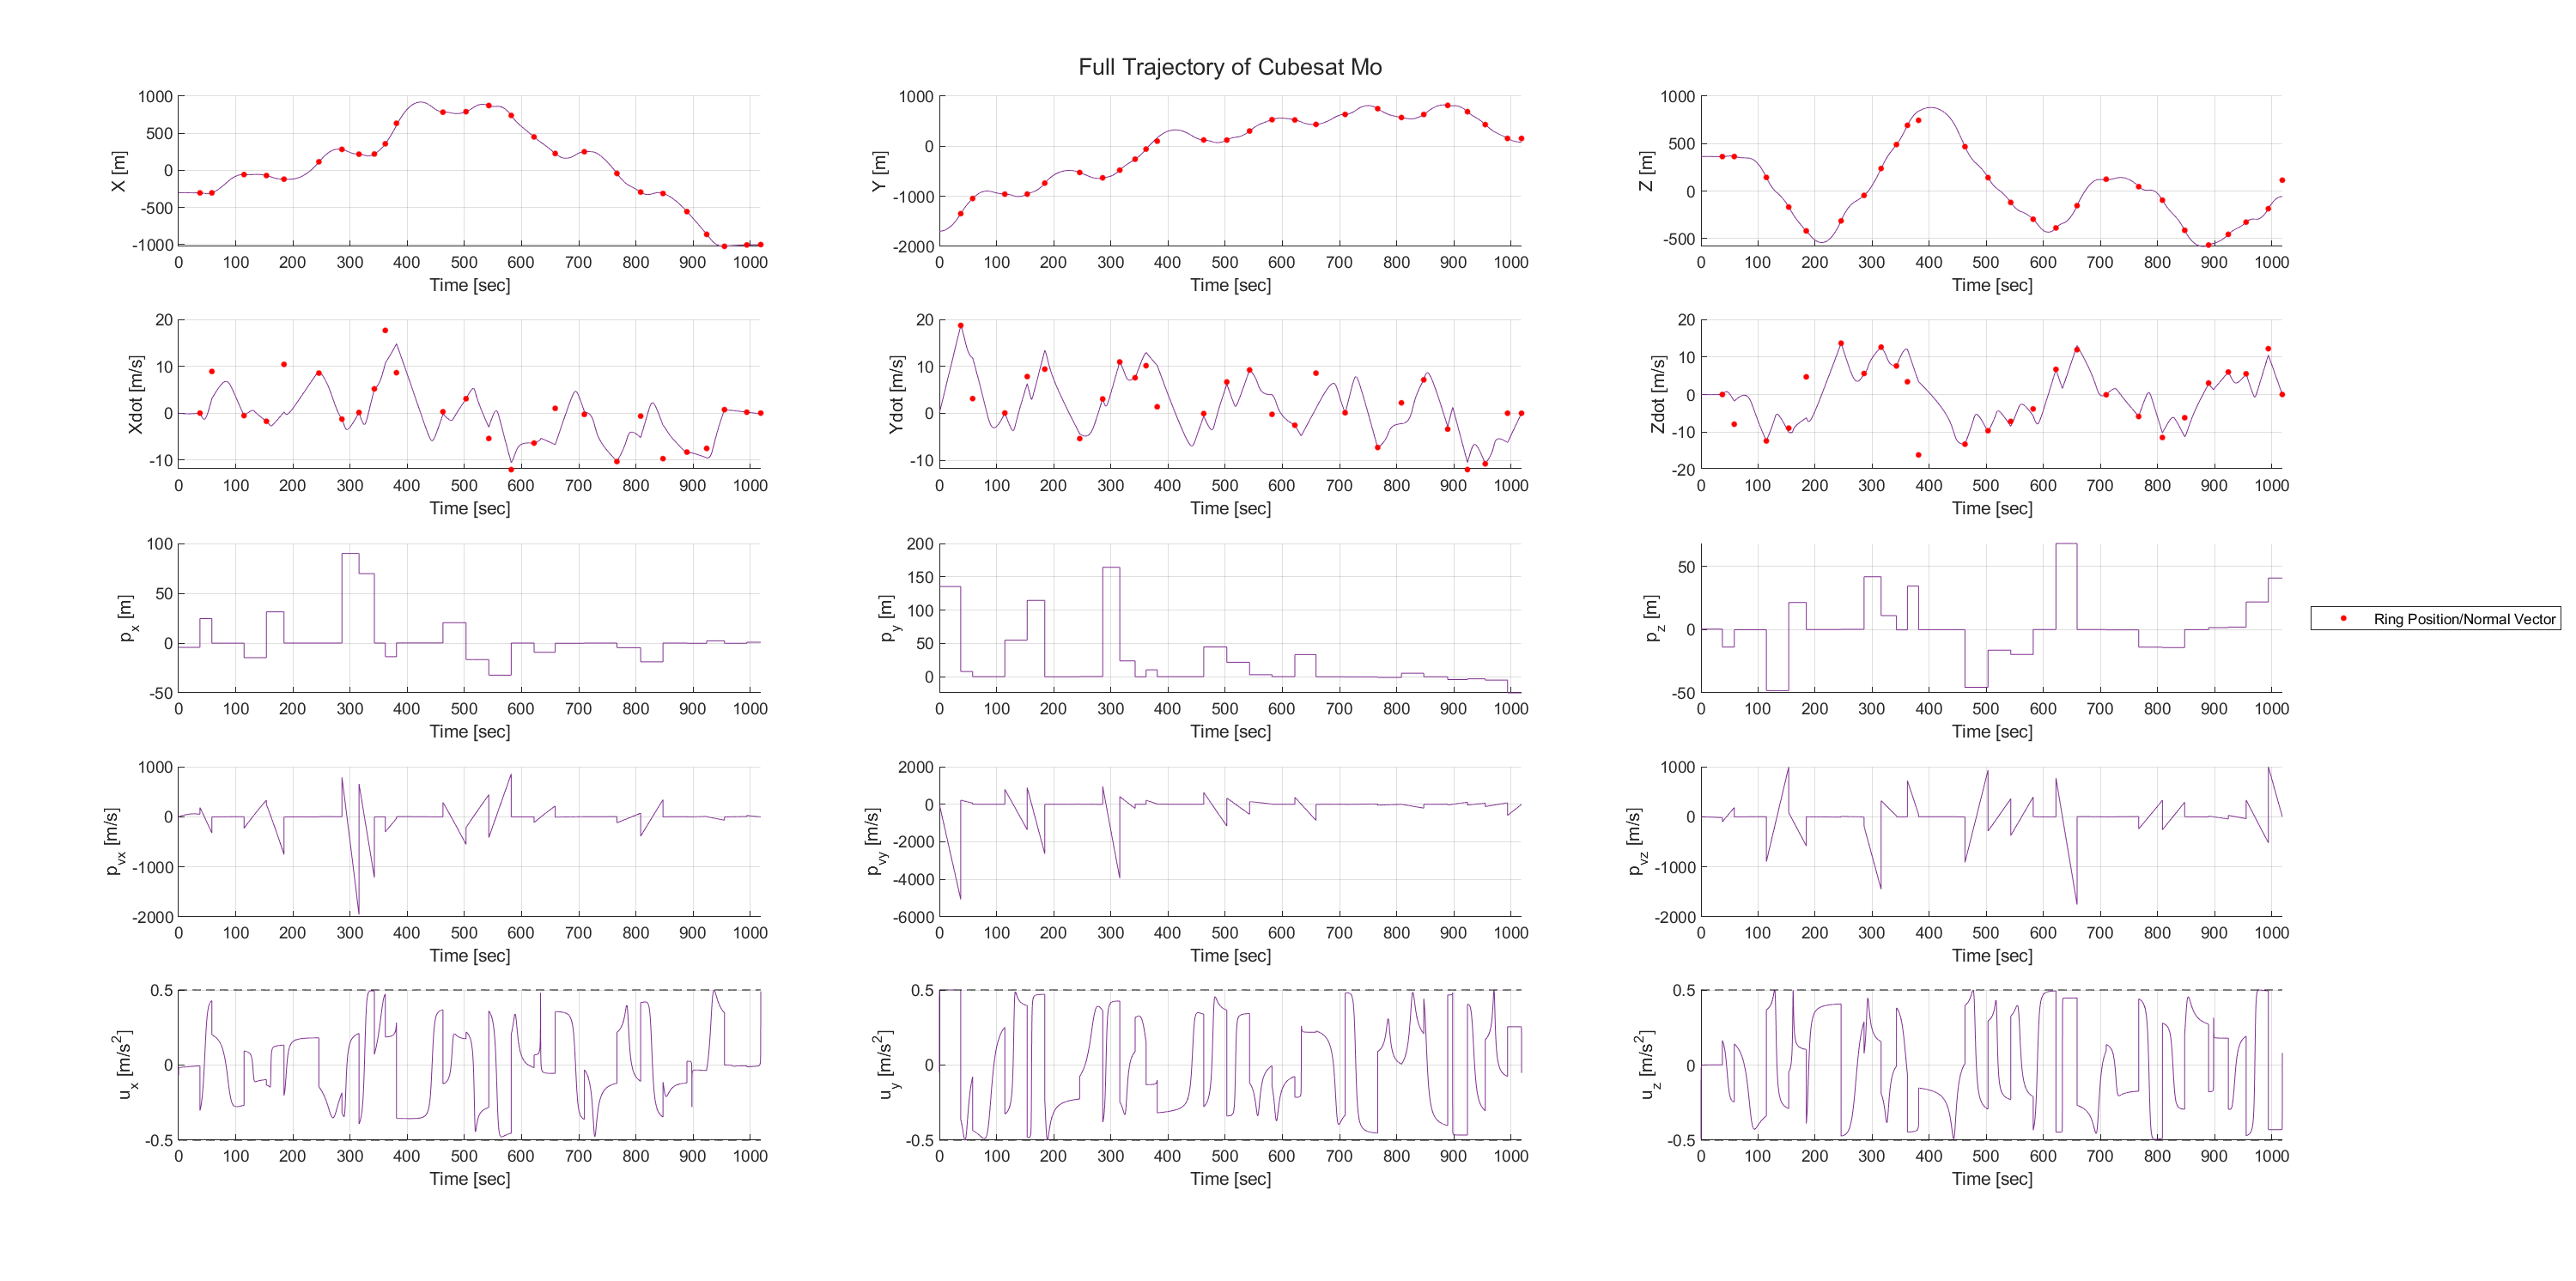 Full Trajectory of Cubesat Mo
1000
500
0
-500
-1000
X [m]
0 100 200 300 400 500 600 700 800 900 1000
Time [sec]
1000
0
-1000
-2000
Y [m]
0 100 200 300 400 500 600 700 800 900 1000
Time [sec]
1000
500
0
-500
Z [m]
0 100 200 300 400 500 600 700 800 900 1000
Time [sec]
20
10
0
-10
Xdot [m/s]
0 100 200 300 400 500 600 700 800 900 1000
Time [sec]
20
10
0
-10
Ydot [m/s]
0 100 200 300 400 500 600 700 800 900 1000
Time [sec]
20
10
0
-10
-20
Zdot [m/s]
0 100 200 300 400 500 600 700 800 900 1000
Time [sec]
100
50
0
-50
p_x [m]
0 100 200 300 400 500 600 700 800 900 1000
Time [sec]
200
150
100
50
0
p_y [m]
0 100 200 300 400 500 600 700 800 900 1000
Time [sec]
50
0
-50
p_z [m]
0 100 200 300 400 500 600 700 800 900 1000
Time [sec]
Ring Position/Normal Vector
1000
0
-1000
-2000
p_vx [m/s]
0 100 200 300 400 500 600 700 800 900 1000
Time [sec]
2000
0
-2000
-4000
-6000
p_vy [m/s]
0 100 200 300 400 500 600 700 800 900 1000
Time [sec]
1000
0
-1000
-2000
p_vz [m/s]
0 100 200 300 400 500 600 700 800 900 1000
Time [sec]
0.5
0
-0.5
u_x [m/s²]
0 100 200 300 400 500 600 700 800 900 1000
Time [sec]
0.5
0
-0.5
u_y [m/s²]
0 100 200 300 400 500 600 700 800 900 1000
Time [sec]
0.5
0
-0.5
u_z [m/s²]
0 100 200 300 400 500 600 700 800 900 1000
Time [sec]